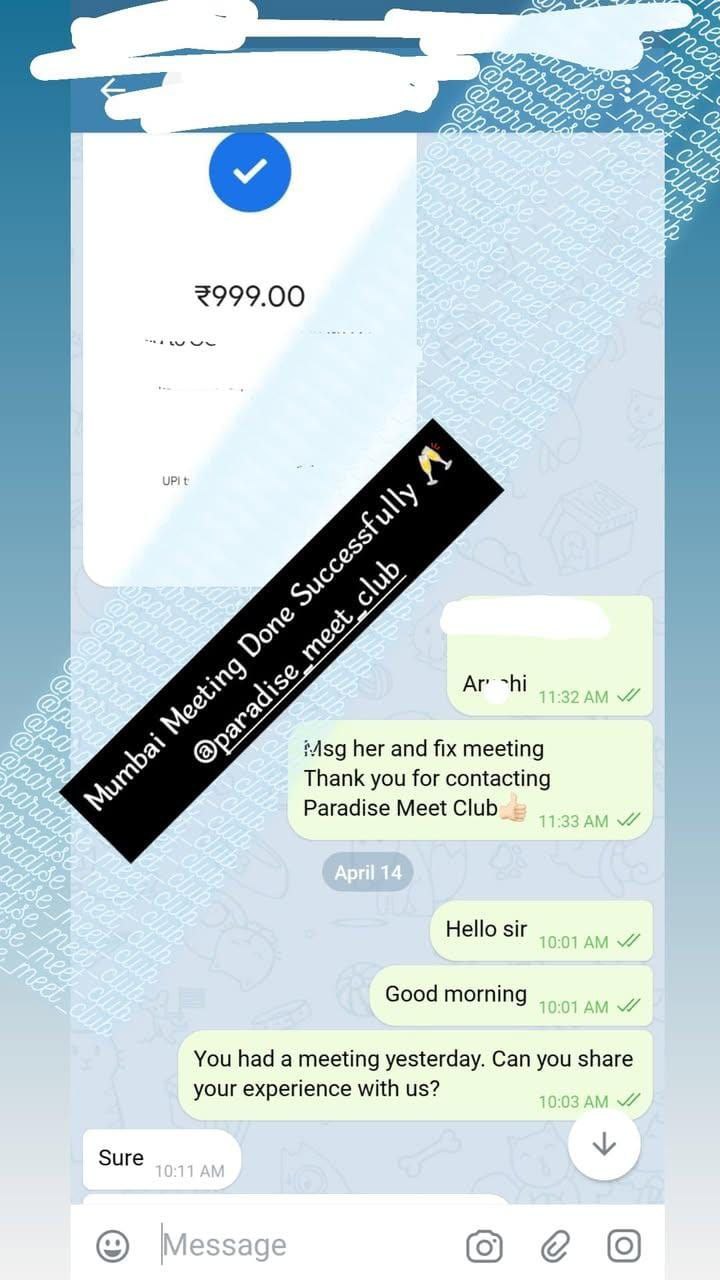 ₹999.00
UPI t
Mumbai Meeting Done Successfully 🥂
@paradise_meet_club
11:32 AM
Msg her and fix meeting
Thank you for contacting
Paradise Meet Club👍🏻
11:33 AM
April 14
Hello sir
10:01 AM
Good morning
10:01 AM
You had a meeting yesterday. Can you share
your experience with us?
10:03 AM
Sure
10:11 AM
Message
@paradise_meet_club